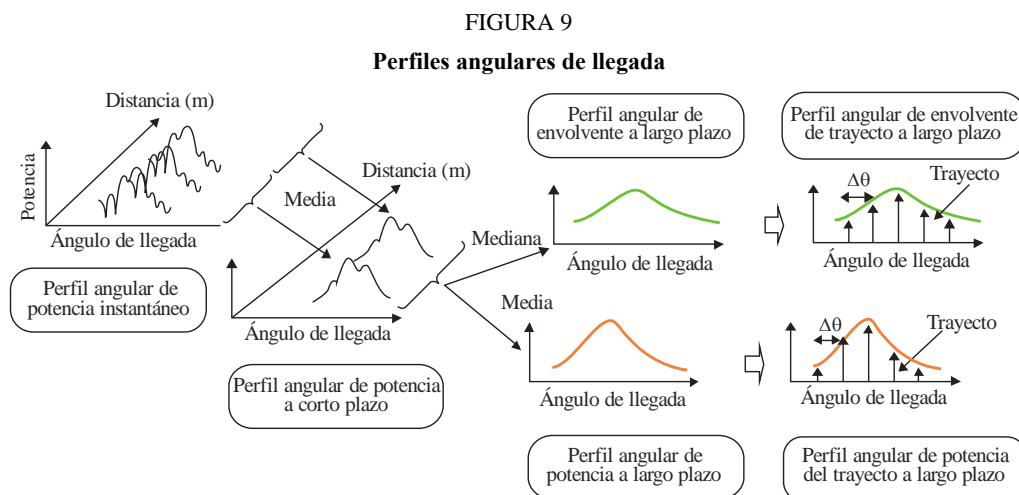 FIGURA 9
Perfiles angulares de llegada
Distancia (m)
Potencia
Ángulo de llegada
Perfil angular de
potencia instantáneo
Media
Distancia (m)
Ángulo de llegada
Perfil angular de potencia
a corto plazo
Mediana
Media
Perfil angular de
envolvente a largo plazo
Ángulo de llegada
Perfil angular de envolvente
de trayecto a largo plazo
Δθ
Trayecto
Ángulo de llegada
Ángulo de llegada
Perfil angular de
potencia a largo plazo
Δθ
Trayecto
Ángulo de llegada
Perfil angular de potencia
del trayecto a largo plazo